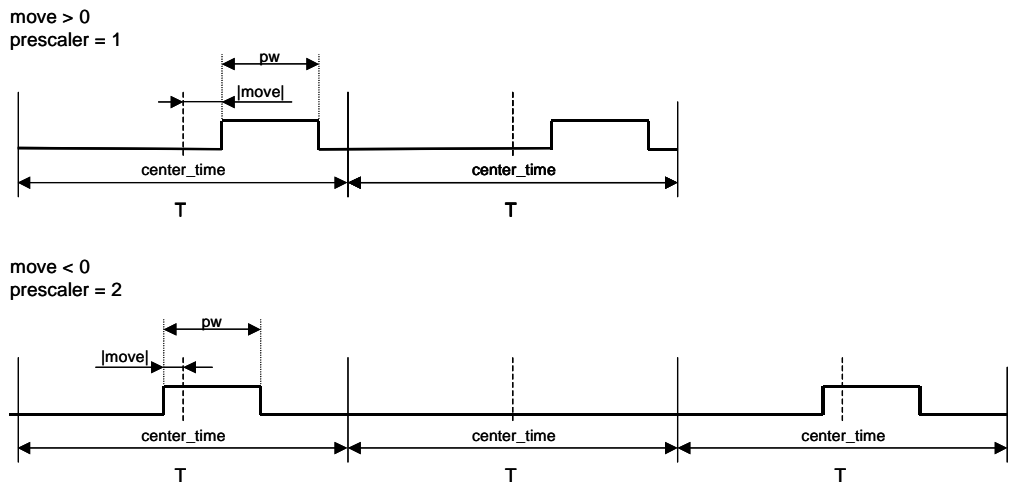 move > 0
prescaler = 1
pw
|move|
center_time
center_time
T
T
move < 0
prescaler = 2
pw
|move|
center_time
center_time
center_time
T
T
T